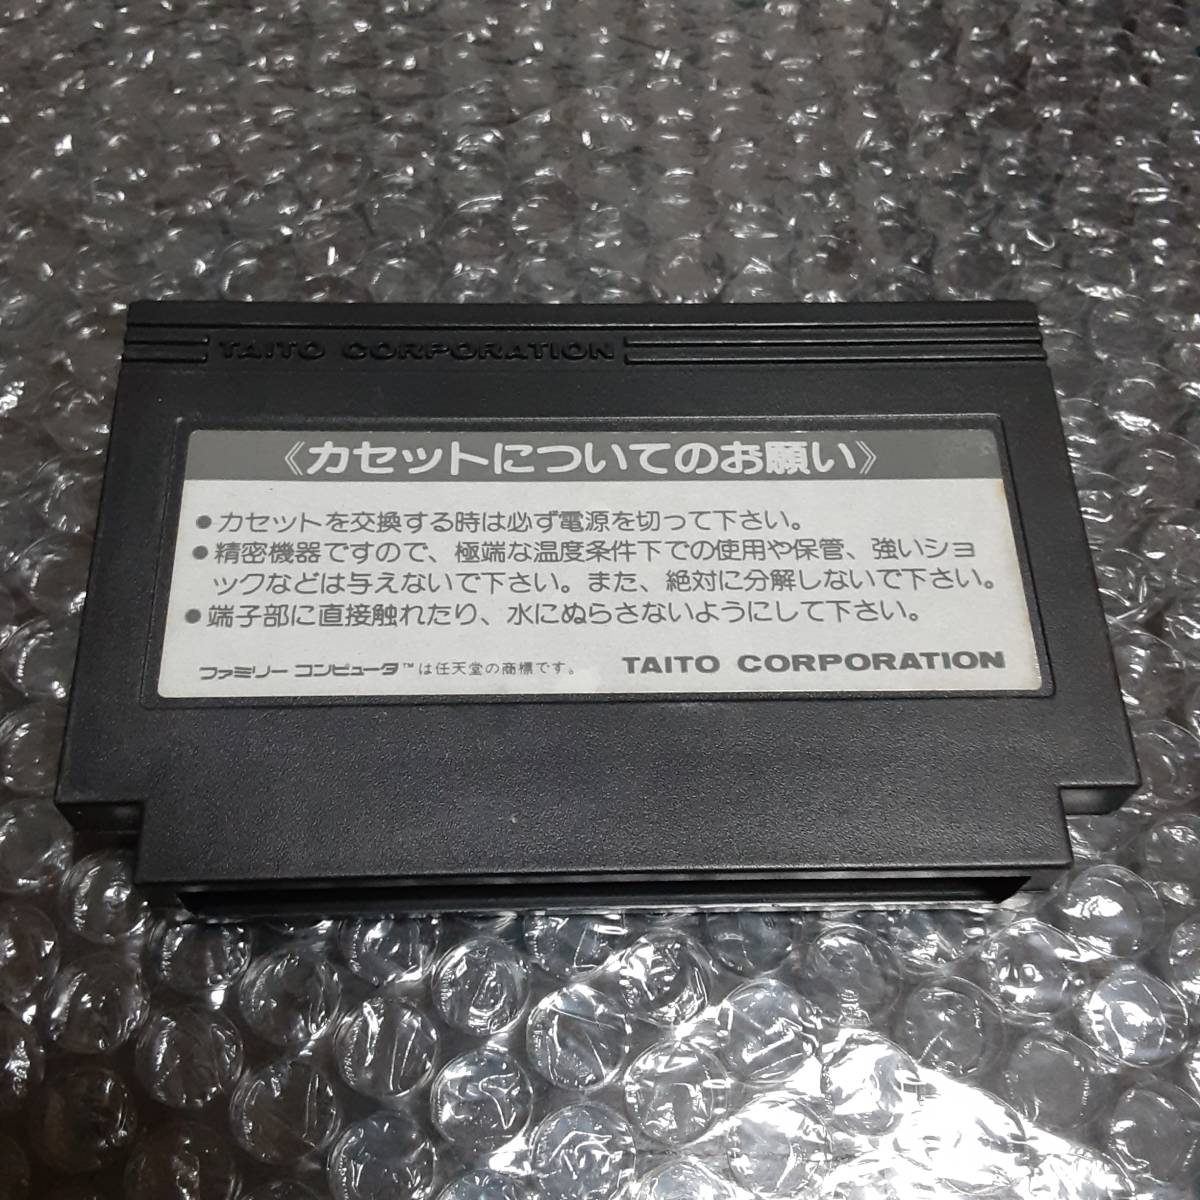 TAITO CORPORATION
《カセットについてのお願い》
●カセットを交換する時は必ず電源を切って下さい。
●精密機器ですので、極端な温度条件下での使用や保管、強いショ
ックなどは与えないで下さい。また、絶対に分解しないで下さい。
●端子部に直接触れたり、水にぬらさないようにして下さい。
ファミリーコンピュータ™は任天堂の商標です。 TAITO CORPORATION